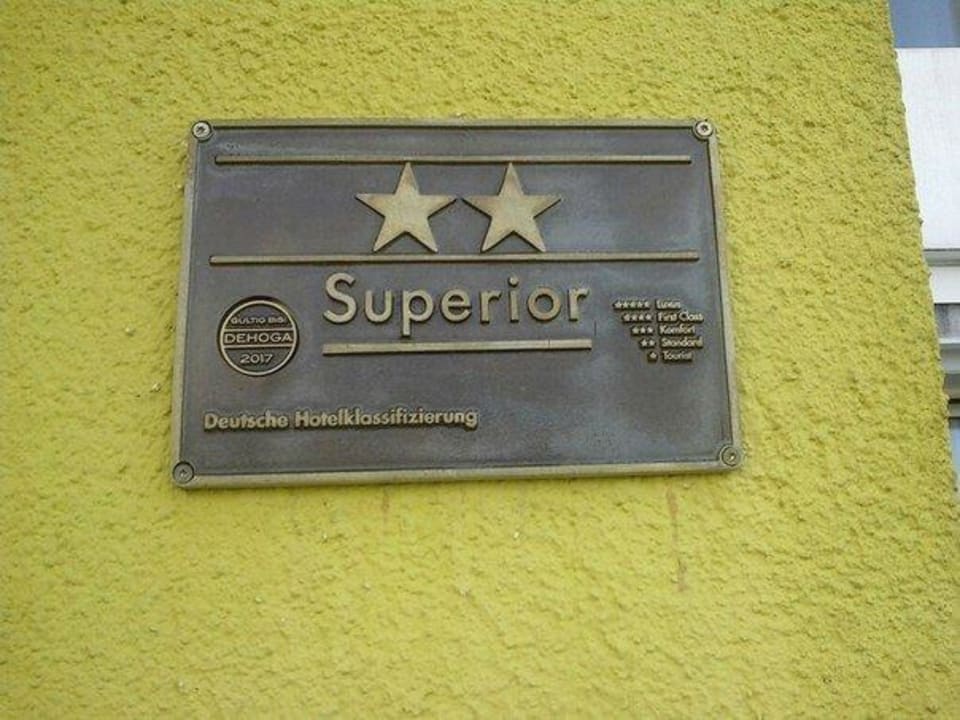 Superior
GÜLTIG BIS
DEHOGA
2017
★★★★★ Luxus
★★★★ First Class
★★★ Komfort
★★ Standard
★ Tourist
Deutsche Hotelklassifizierung